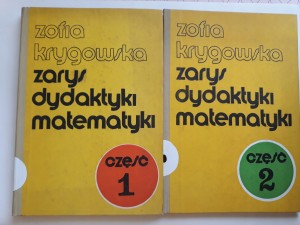 zofia
krygowska
zarys
dydaktyki
matematyki
część
1
zofia
krygowska
zarys
dydaktyki
matematyki
część
2